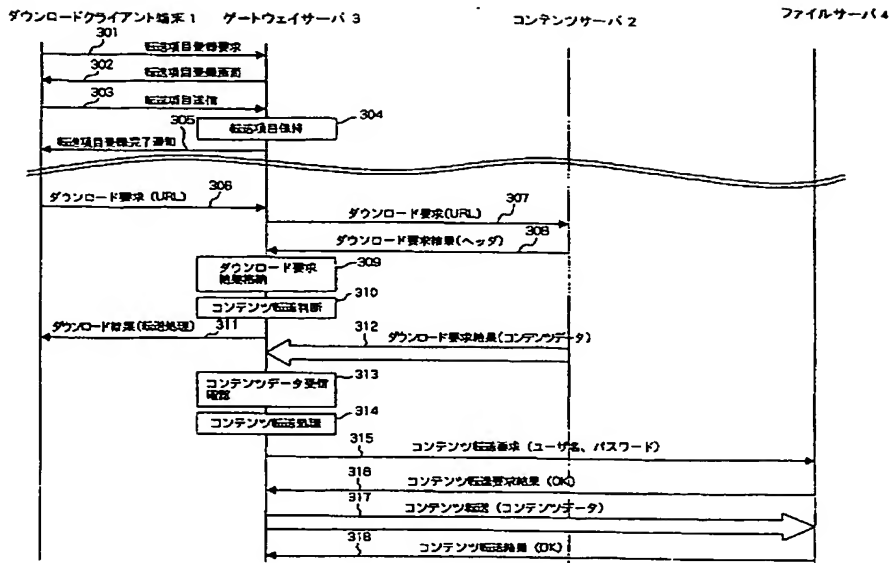 ダウンロードクライアント端末 1 ゲートウェイサーバ 3 コンテンツサーバ 2 ファイルサーバ 4
301 転送項目登録要求
302 転送項目登録画面
303 転送項目送信
転送項目保持 304
転送項目登録完了通知 305
ダウンロード要求 (URL) 306
ダウンロード要求(URL) 307
ダウンロード要求結果(ヘッダ) 308
ダウンロード要求
結果格納 309
コンテンツ転送判断 310
ダウンロード結果(転送処理) 311
312 ダウンロード要求結果(コンテンツデータ)
コンテンツデータ受信
確認 313
コンテンツ転送処理 314
315 コンテンツ転送要求 (ユーザ名、パスワード)
316 コンテンツ転送要求結果 (OK)
317 コンテンツ転送 (コンテンツデータ)
318 コンテンツ転送結果 (OK)